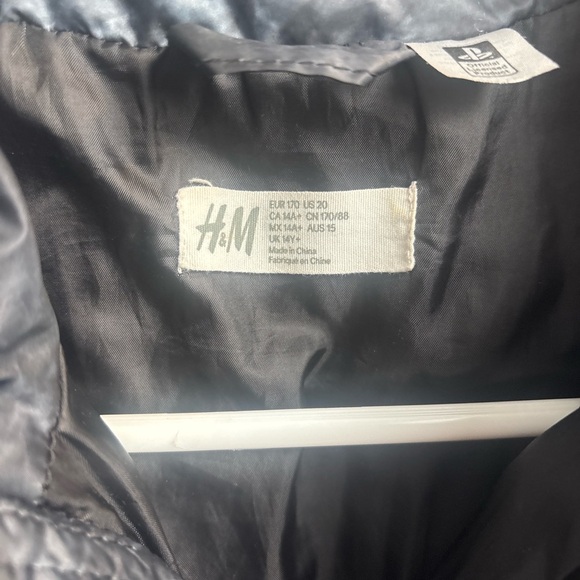 Official
Licensed
Product
H&M
EUR 170 US 20
CA 14A+ CN 170/88
MX 14A+ AUS 15
UK 14Y+
Made in China
Fabriqué en Chine